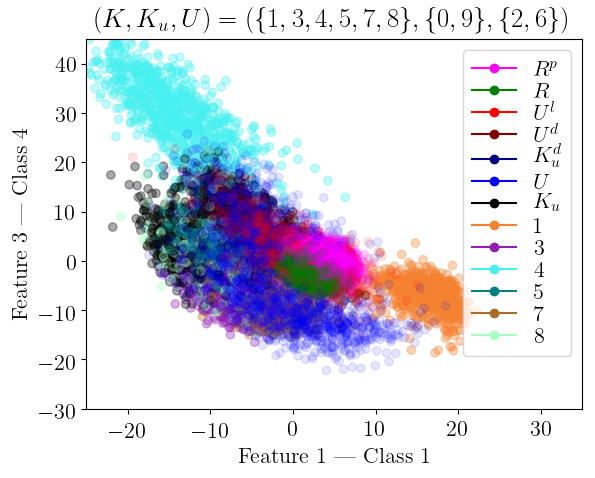 (K, K_u, U) = ({1, 3, 4, 5, 7, 8}, {0, 9}, {2, 6})
Feature 3 — Class 4
40
30
20
10
0
−10
−20
−30
−20
−10
0
10
20
30
Feature 1 — Class 1
R^p
R
U^l
U^d
K_u^d
U
K_u
1
3
4
5
7
8